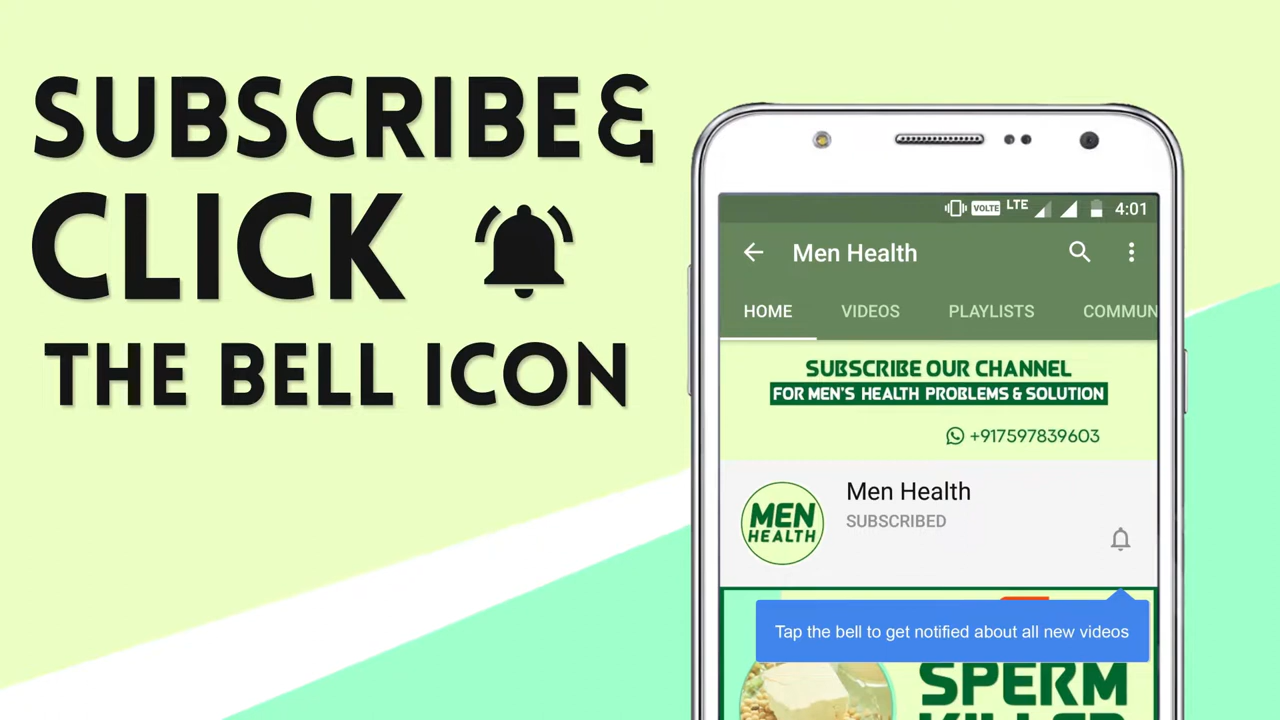 SUBSCRIBE &
CLICK
THE BELL ICON
VOLTE LTE 4:01
Men Health
HOME VIDEOS PLAYLISTS COMMUN
SUBSCRIBE OUR CHANNEL
FOR MEN'S HEALTH PROBLEMS & SOLUTION
+917597839603
MEN
HEALTH
Men Health
SUBSCRIBED
Tap the bell to get notified about all new videos
SPERM
KILLER